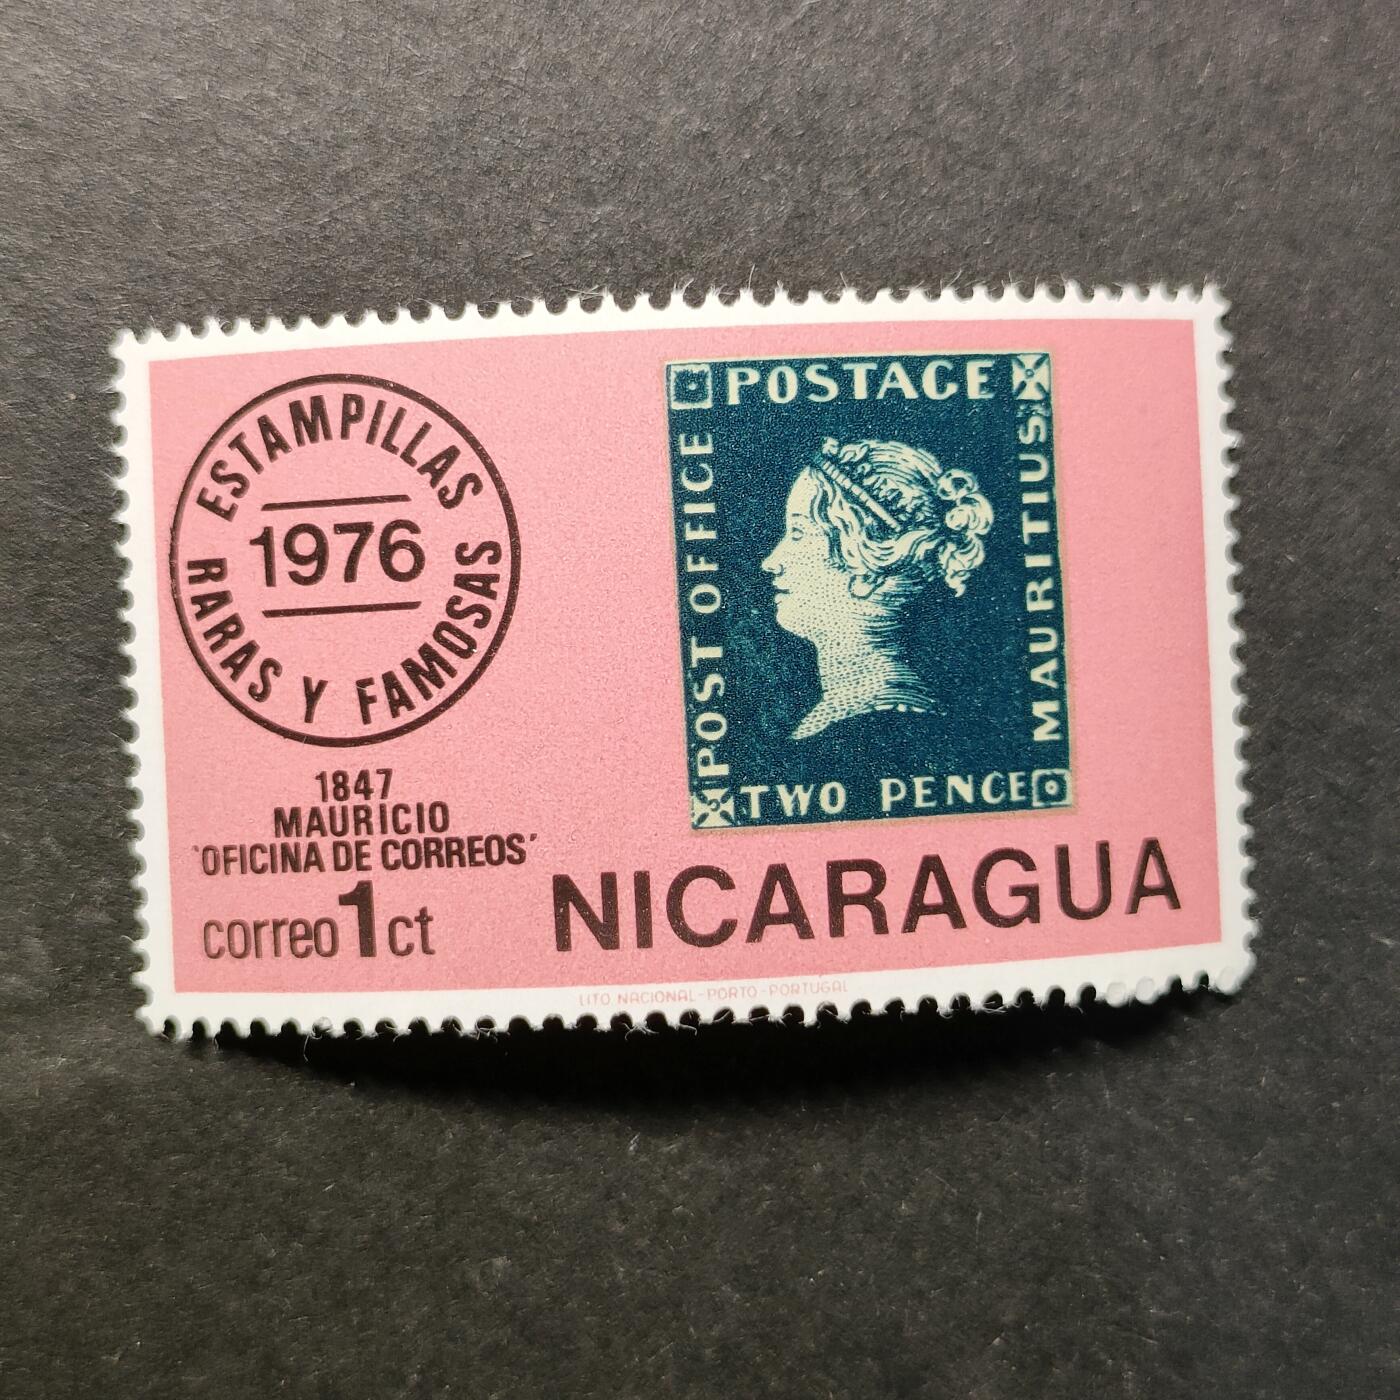 ESTAMPILLAS
1976
RARAS Y FAMOSAS
1847
MAURICIO
'OFICINA DE CORREOS'
correo 1 ct
POSTAGE
POST OFFICE
MAURITIUS
TWO PENCE
NICARAGUA
LITO NACIONAL-PORTO-PORTUGAL